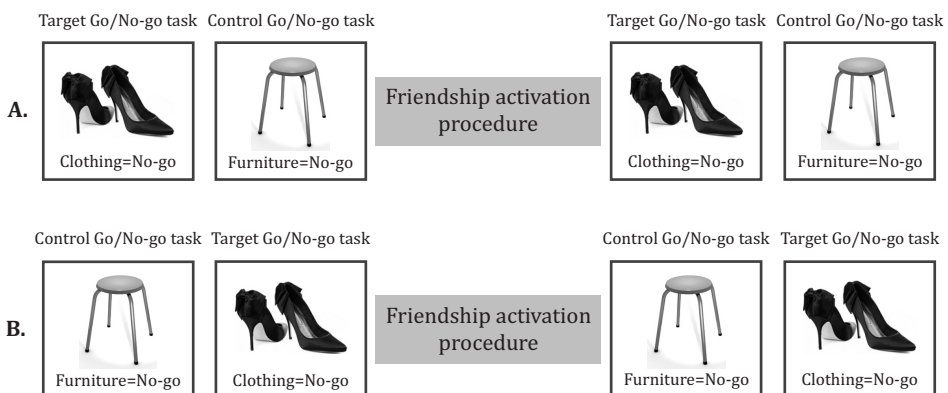 Target Go/No-go task Control Go/No-go task Target Go/No-go task Control Go/No-go task
A.
Clothing=No-go Furniture=No-go Clothing=No-go Furniture=No-go
Friendship activation
procedure
Control Go/No-go task Target Go/No-go task Control Go/No-go task Target Go/No-go task
B.
Furniture=No-go Clothing=No-go Furniture=No-go Clothing=No-go
Friendship activation
procedure